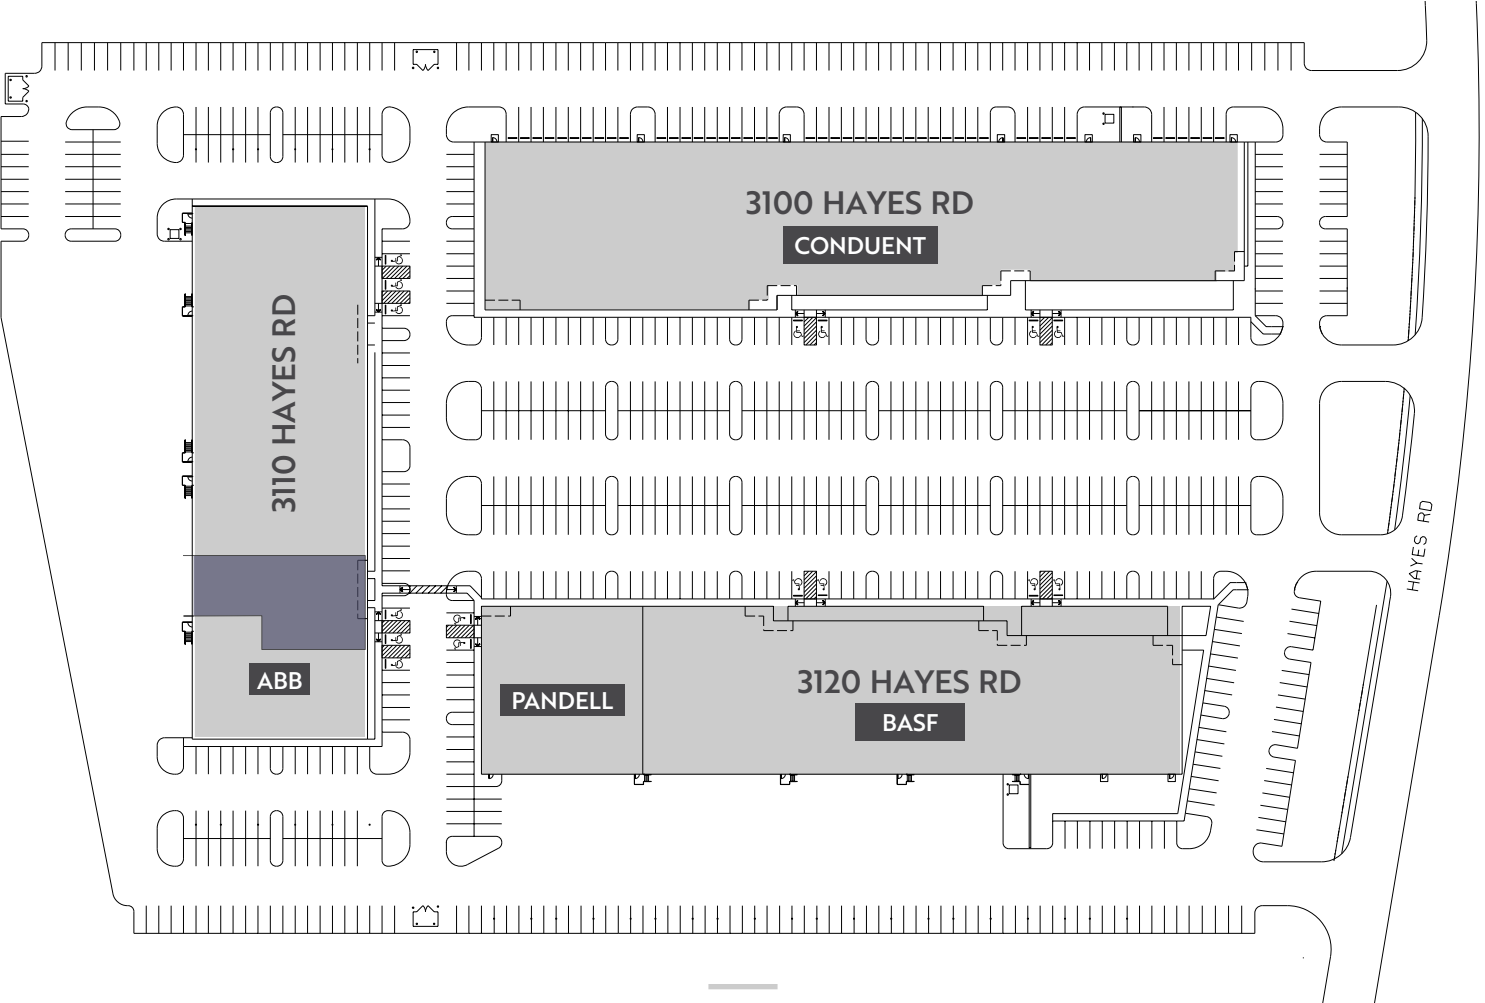 3100 HAYES RD
CONDUENT
3110 HAYES RD
ABB
PANDELL
3120 HAYES RD
BASF
HAYES RD